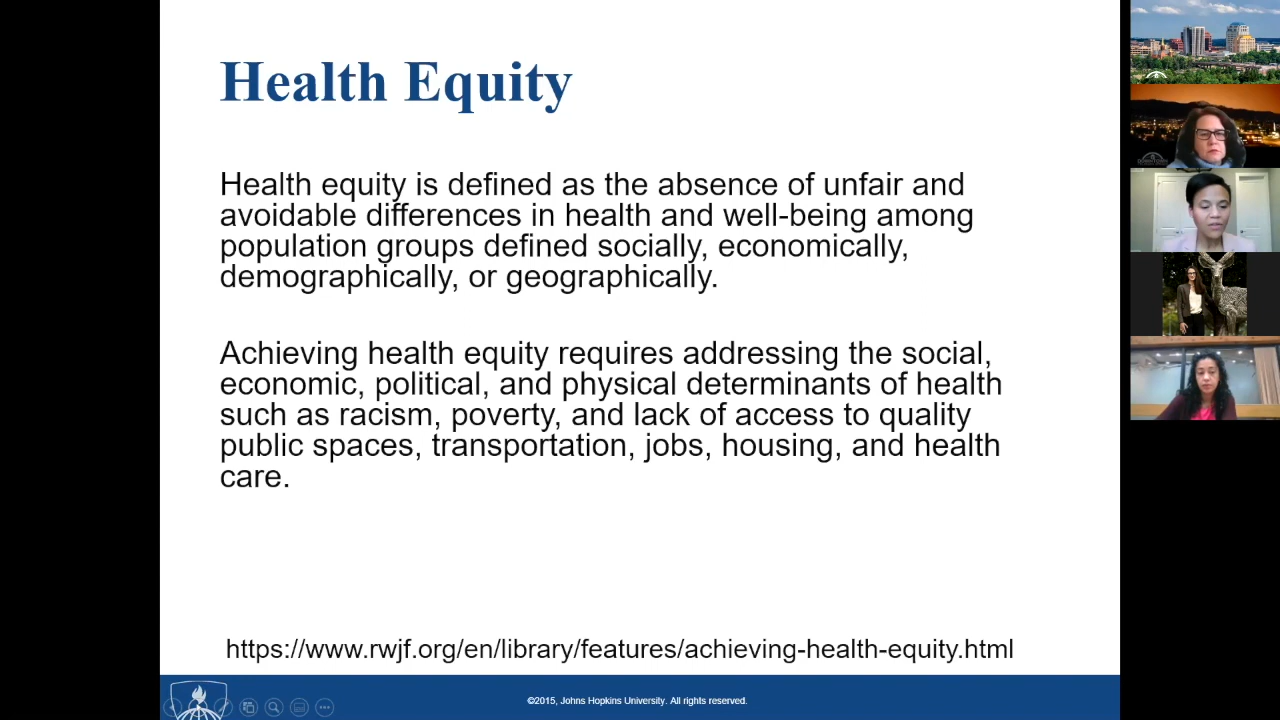 Health Equity
Health equity is defined as the absence of unfair and
avoidable differences in health and well-being among
population groups defined socially, economically,
demographically, or geographically.
Achieving health equity requires addressing the social,
economic, political, and physical determinants of health
such as racism, poverty, and lack of access to quality
public spaces, transportation, jobs, housing, and health
care.
https://www.rwjf.org/en/library/features/achieving-health-equity.html
©2015, Johns Hopkins University. All rights reserved.